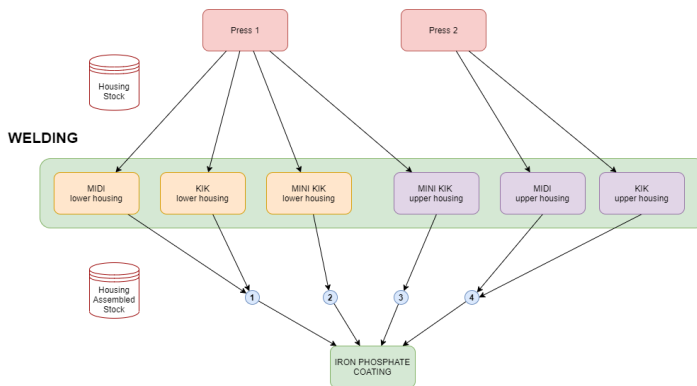 Press 1
Press 2
Housing
Stock
WELDING
MIDI
lower housing
KIK
lower housing
MINI KIK
lower housing
MINI KIK
upper housing
MIDI
upper housing
KIK
upper housing
Housing
Assembled
Stock
1
2
3
4
IRON PHOSPHATE
COATING